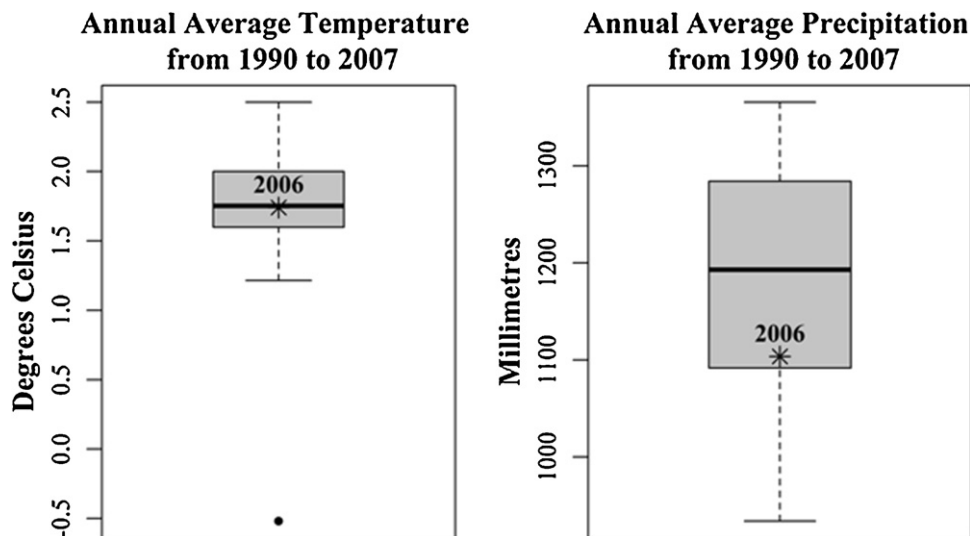 Annual Average Temperature
from 1990 to 2007
Degrees Celsius
2.5
2.0
1.5
1.0
0.5
0.0
-0.5
2006
Annual Average Precipitation
from 1990 to 2007
Millimetres
1300
1200
1100
1000
2006